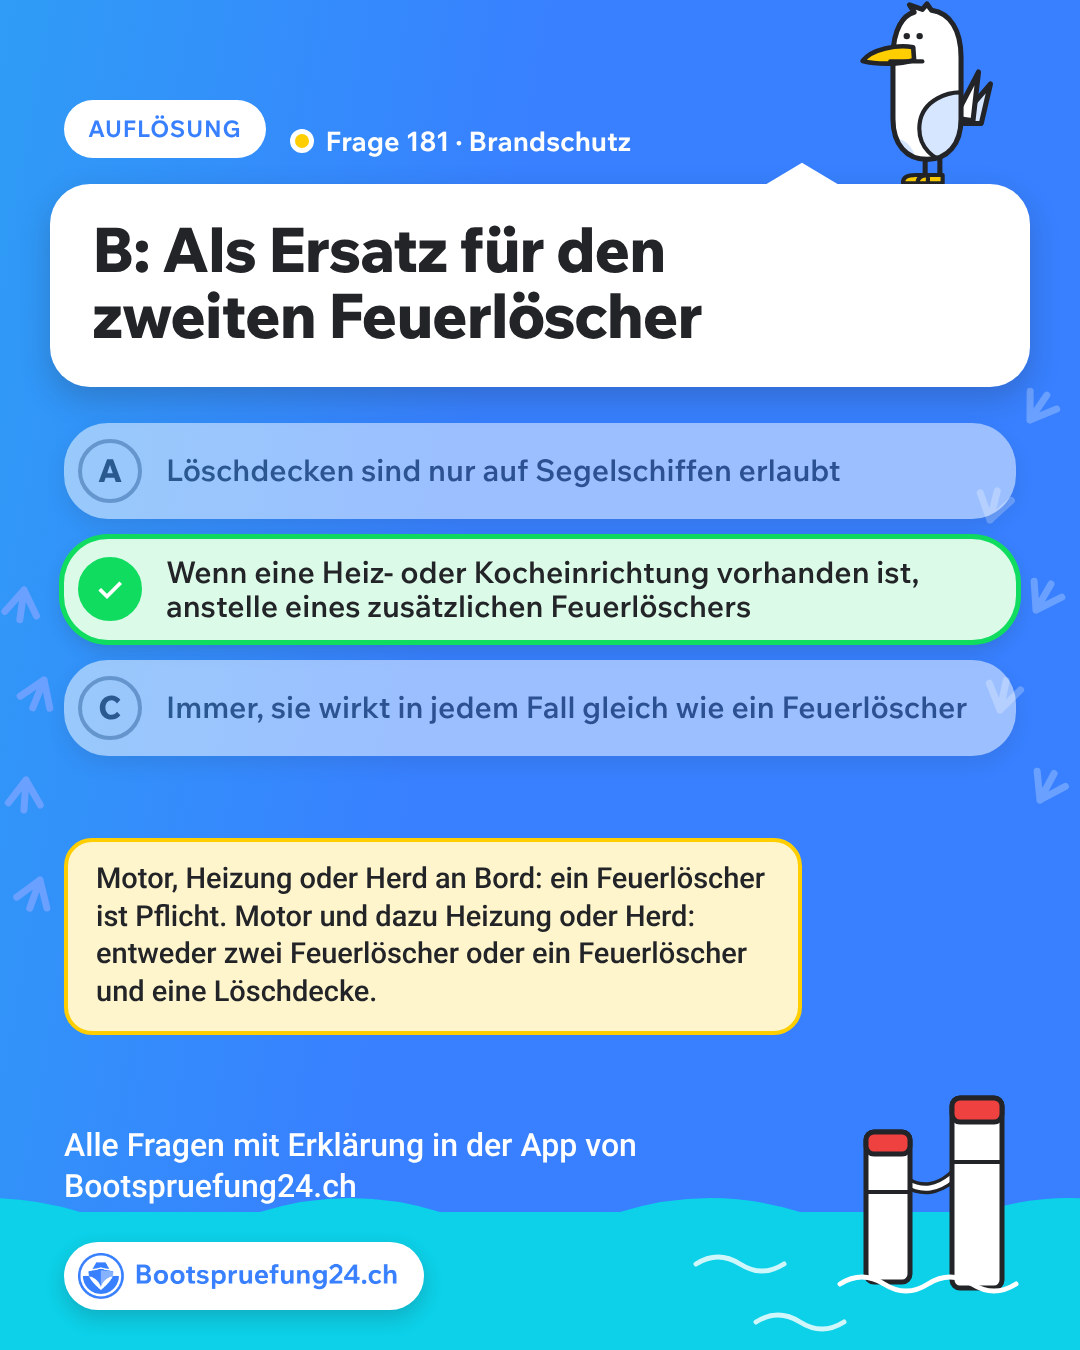 AUFLÖSUNG
Frage 181 · Brandschutz
B: Als Ersatz für den
zweiten Feuerlöscher
A Löschdecken sind nur auf Segelschiffen erlaubt
Wenn eine Heiz- oder Kocheinrichtung vorhanden ist,
anstelle eines zusätzlichen Feuerlöschers
C Immer, sie wirkt in jedem Fall gleich wie ein Feuerlöscher
Motor, Heizung oder Herd an Bord: ein Feuerlöscher
ist Pflicht. Motor und dazu Heizung oder Herd:
entweder zwei Feuerlöscher oder ein Feuerlöscher
und eine Löschdecke.
Alle Fragen mit Erklärung in der App von
Bootspruefung24.ch
Bootspruefung24.ch